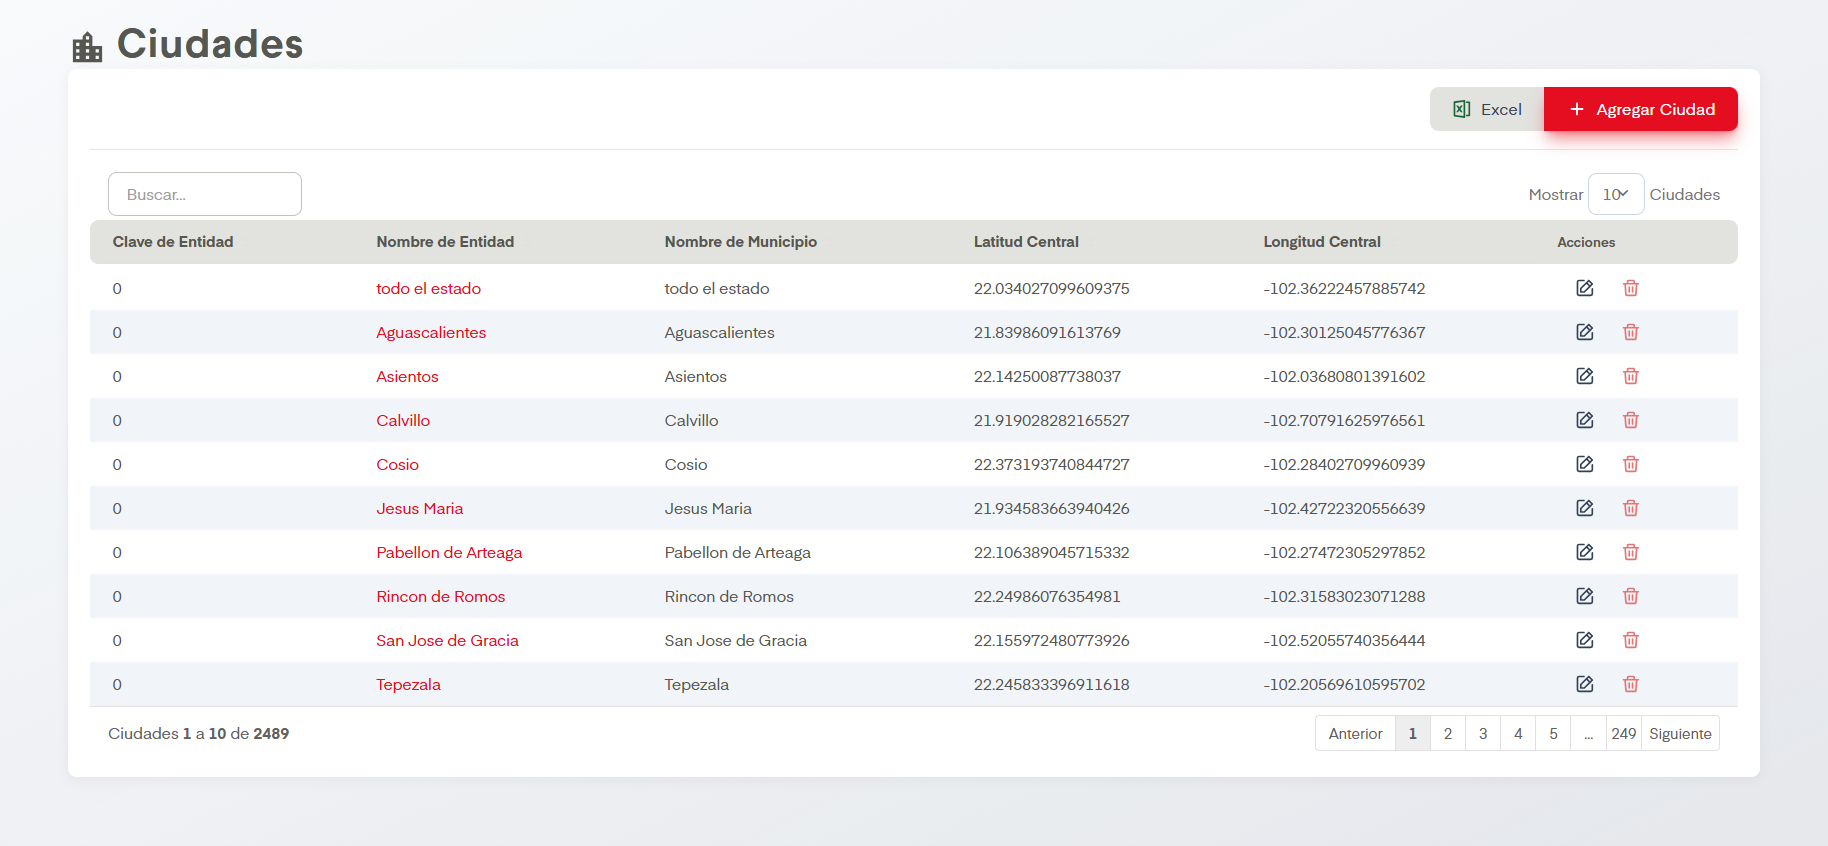 Ciudades
Excel
+ Agregar Ciudad
Buscar...
Mostrar 10 Ciudades
Clave de Entidad Nombre de Entidad Nombre de Municipio Latitud Central Longitud Central Acciones
0 todo el estado todo el estado 22.034027099609375 -102.36222457885742
0 Aguascalientes Aguascalientes 21.83986091613769 -102.30125045776367
0 Asientos Asientos 22.14250087738037 -102.03680801391602
0 Calvillo Calvillo 21.919028282165527 -102.70791625976561
0 Cosio Cosio 22.373193740844727 -102.28402709960939
0 Jesus Maria Jesus Maria 21.934583663940426 -102.42722320556639
0 Pabellon de Arteaga Pabellon de Arteaga 22.106389045715332 -102.27472305297852
0 Rincon de Romos Rincon de Romos 22.24986076354981 -102.31583023071288
0 San Jose de Gracia San Jose de Gracia 22.155972480773926 -102.52055740356444
0 Tepezala Tepezala 22.245833396911618 -102.20569610595702
Ciudades 1 a 10 de 2489
Anterior 1 2 3 4 5 ... 249 Siguiente